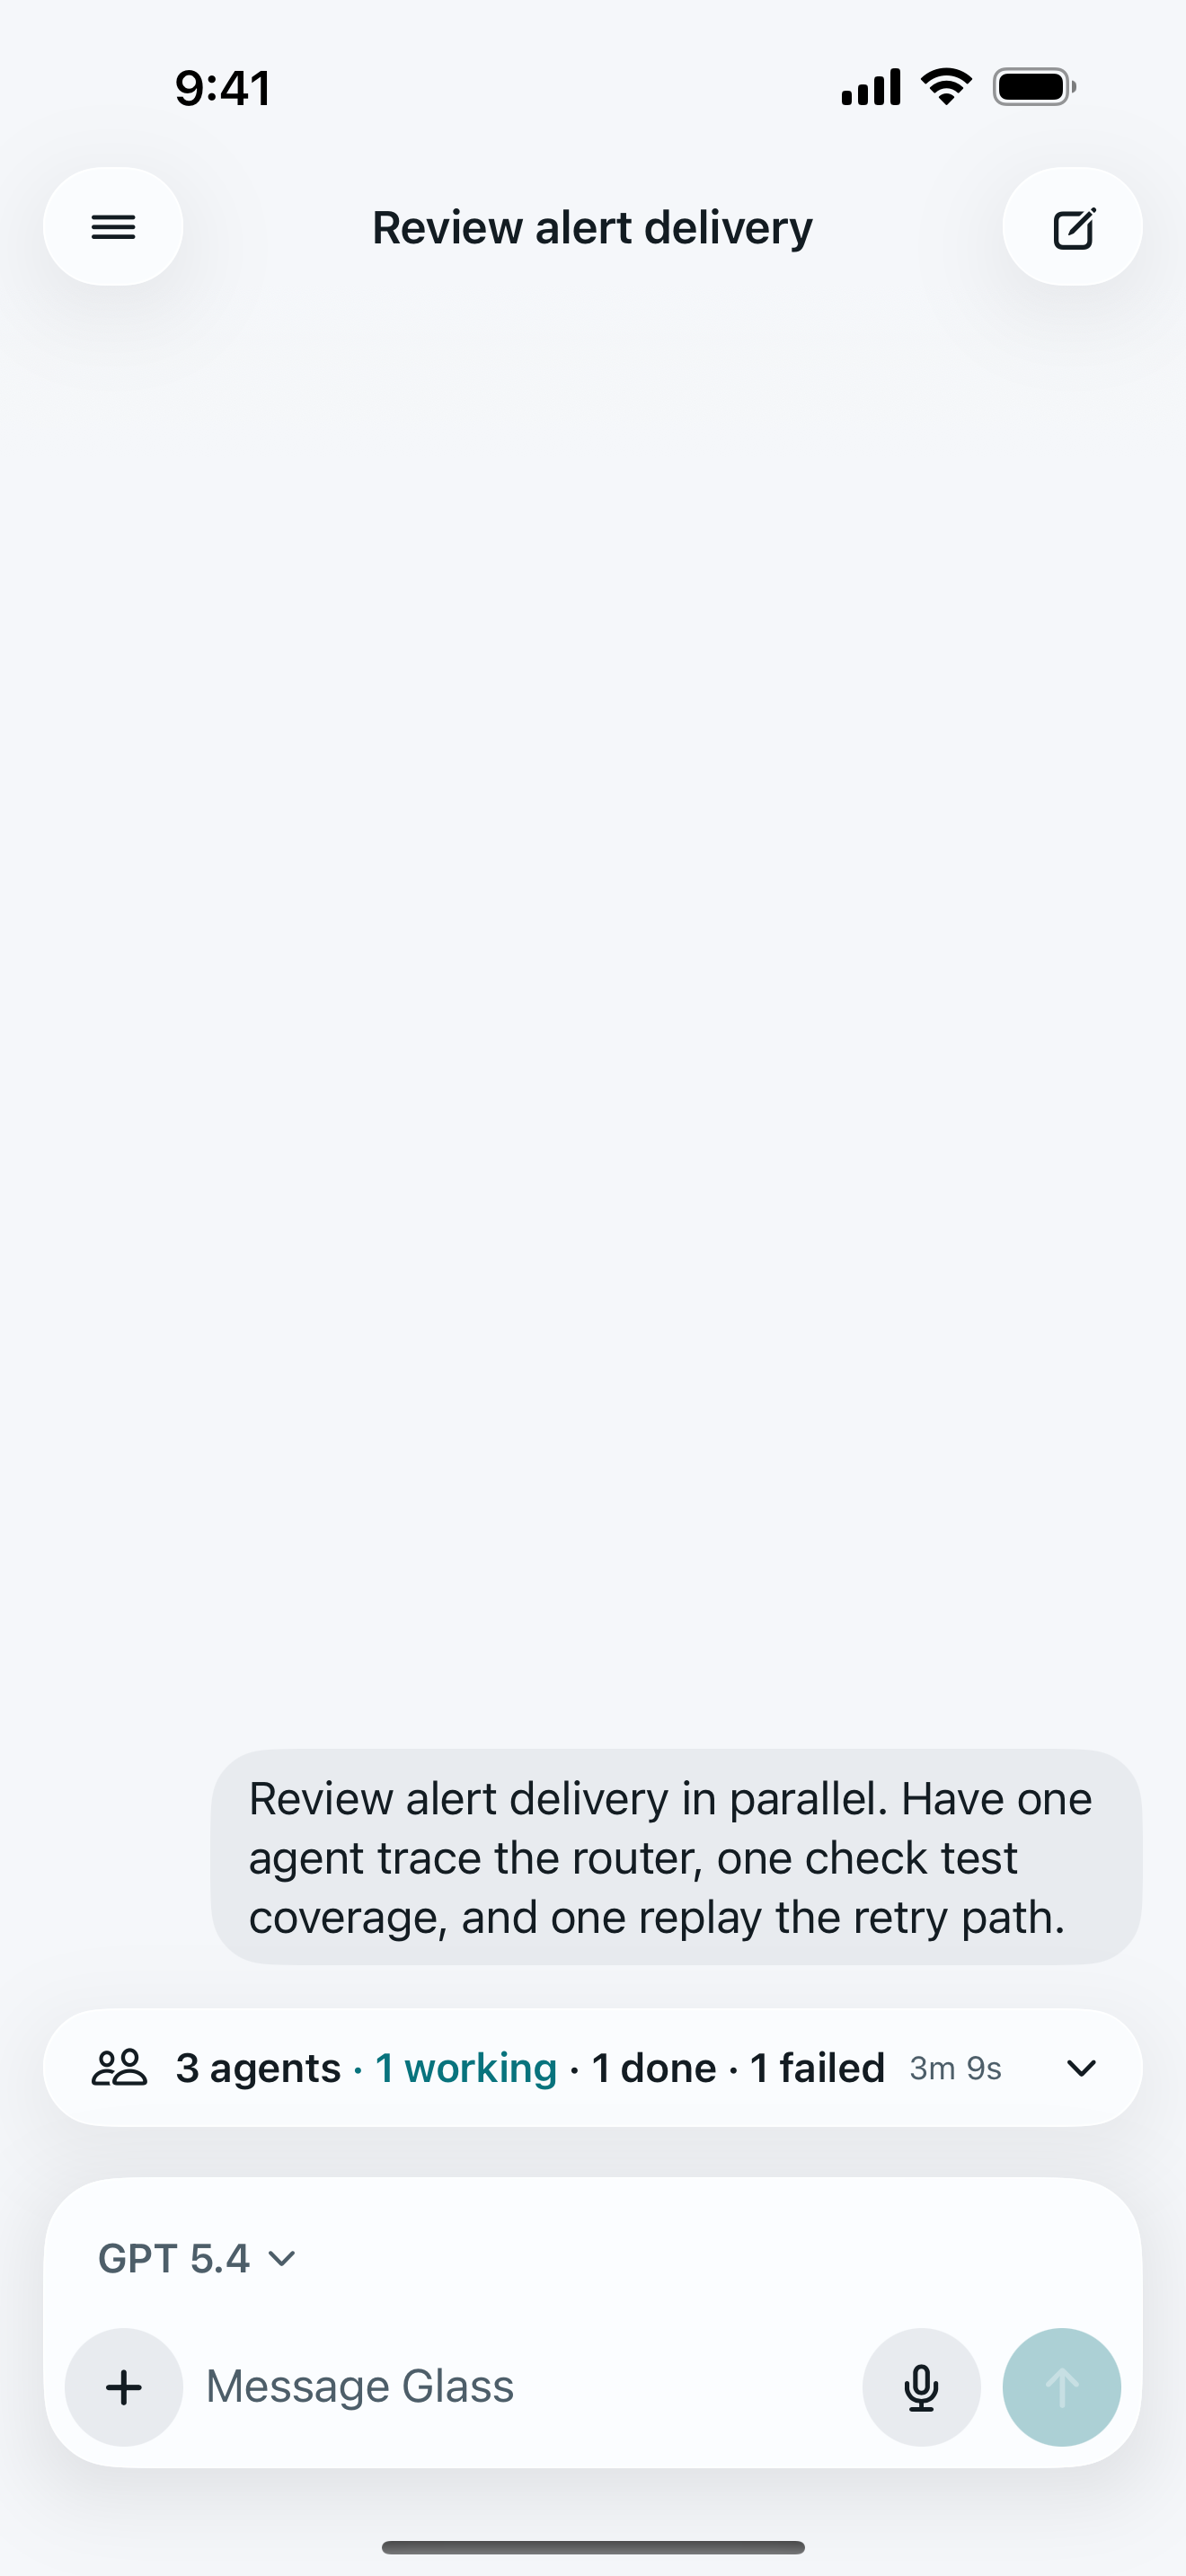 9:41
Review alert delivery
Review alert delivery in parallel. Have one
agent trace the router, one check test
coverage, and one replay the retry path.
3 agents · 1 working · 1 done · 1 failed 3m 9s
GPT 5.4
Message Glass